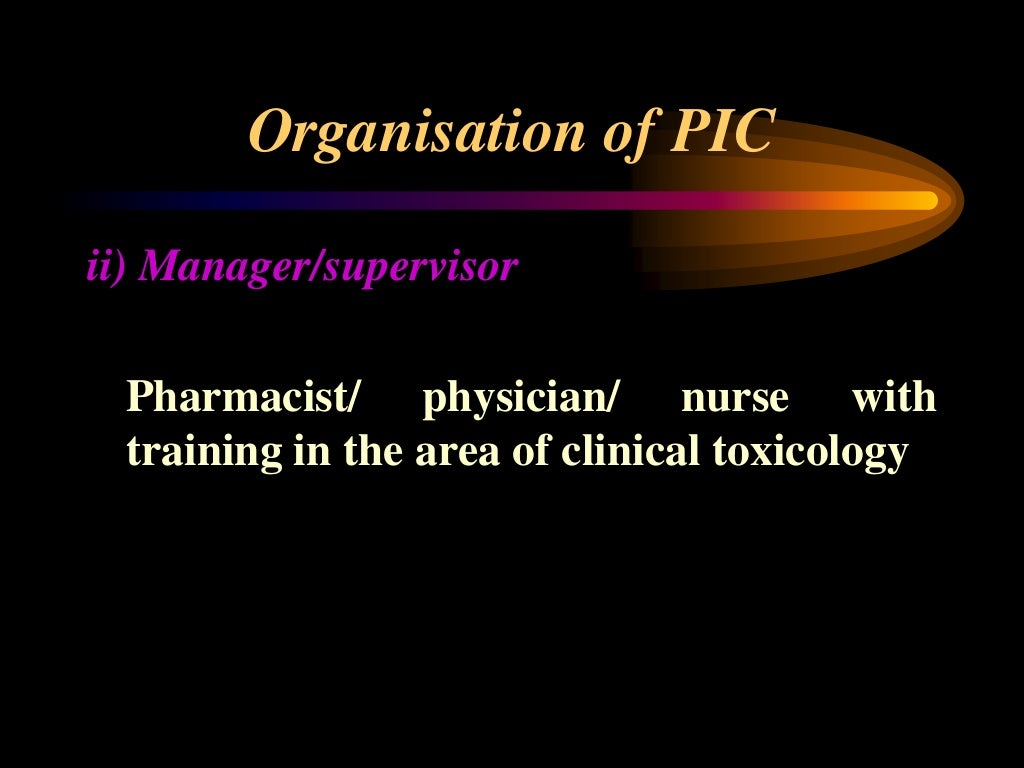 Organisation of PIC
ii) Manager/supervisor
Pharmacist/ physician/ nurse with
training in the area of clinical toxicology